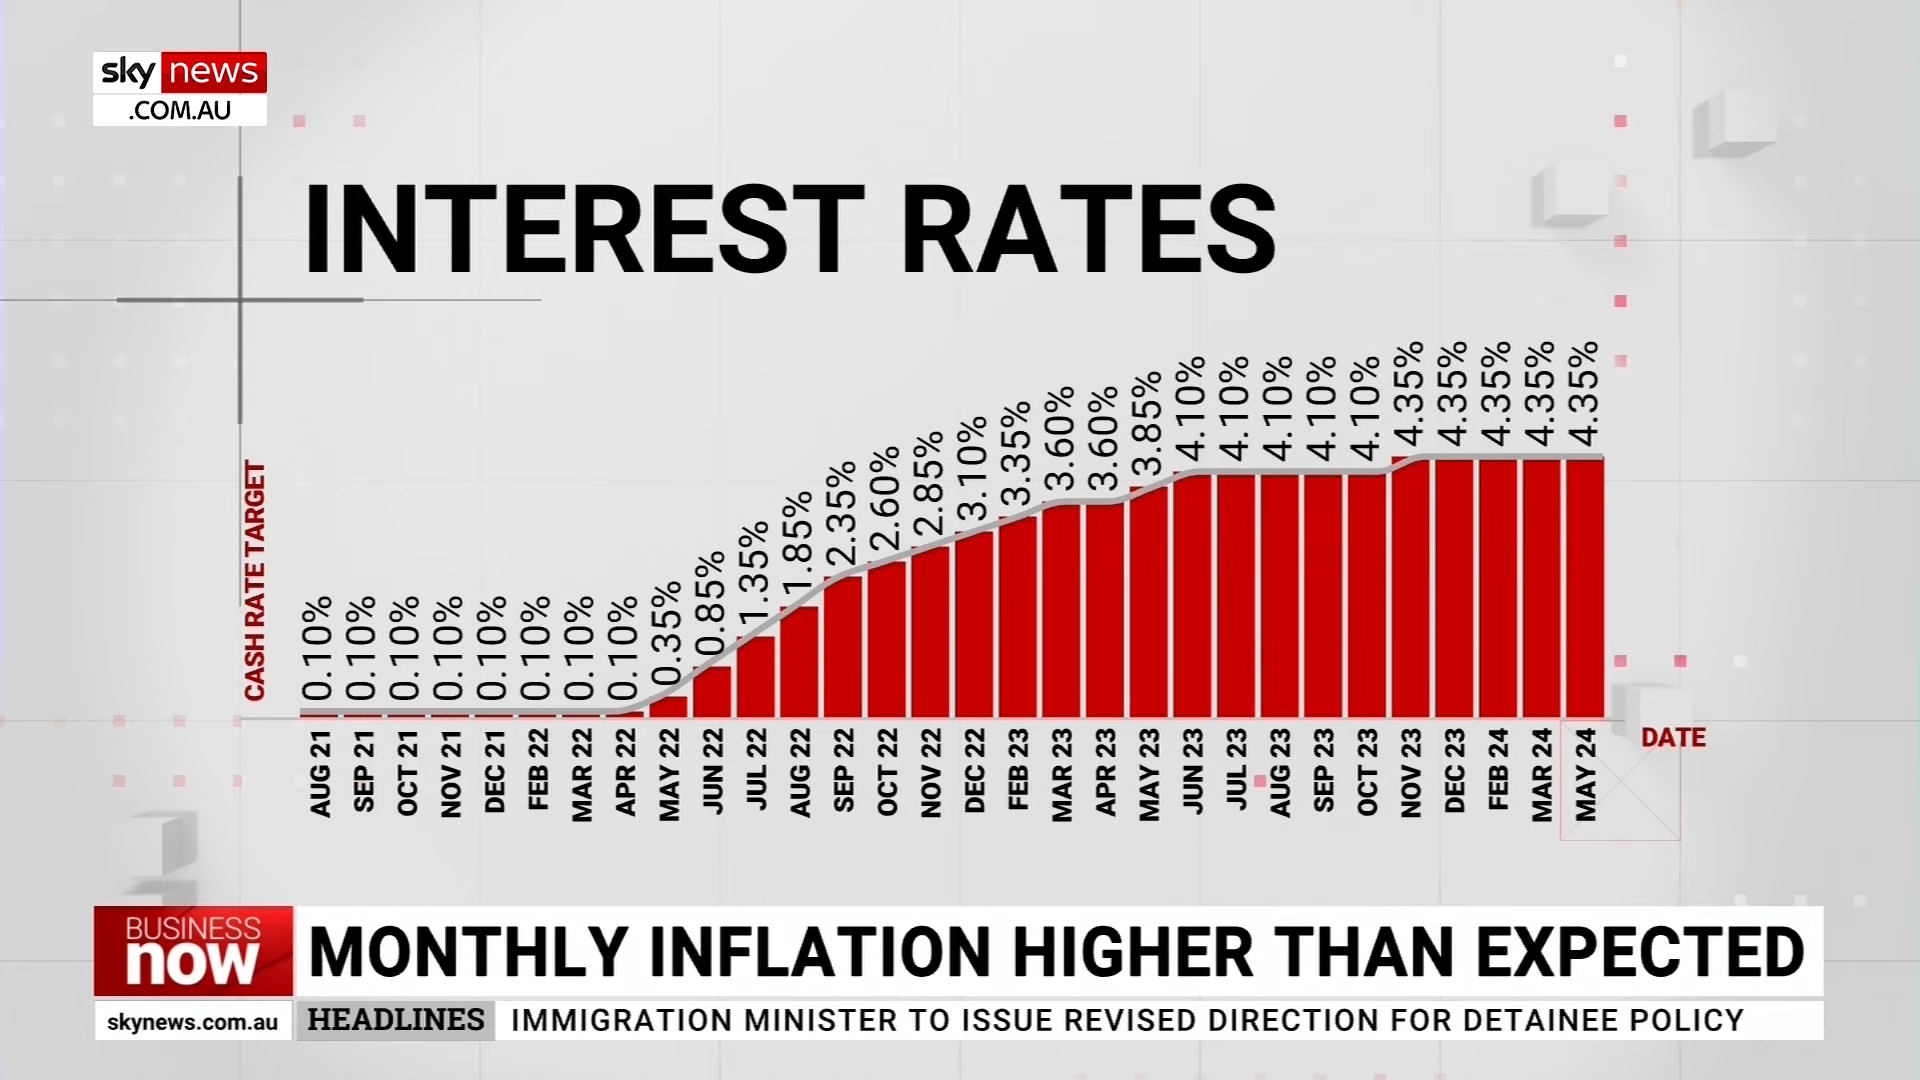 sky news
.COM.AU
INTEREST RATES
CASH RATE TARGET
0.10% 0.10% 0.10% 0.10% 0.10% 0.10% 0.10% 0.10% 0.35% 0.85% 1.35% 1.85% 2.35% 2.60% 2.85% 3.10% 3.35% 3.60% 3.60% 3.85% 4.10% 4.10% 4.10% 4.10% 4.10% 4.35% 4.35% 4.35% 4.35% 4.35%
AUG 21 SEP 21 OCT 21 NOV 21 DEC 21 FEB 22 MAR 22 APR 22 MAY 22 JUN 22 JUL 22 AUG 22 SEP 22 OCT 22 NOV 22 DEC 22 FEB 23 MAR 23 APR 23 MAY 23 JUN 23 JUL 23 AUG 23 SEP 23 OCT 23 NOV 23 DEC 23 FEB 24 MAR 24 MAY 24
DATE
BUSINESS
now
MONTHLY INFLATION HIGHER THAN EXPECTED
skynews.com.au
HEADLINES IMMIGRATION MINISTER TO ISSUE REVISED DIRECTION FOR DETAINEE POLICY